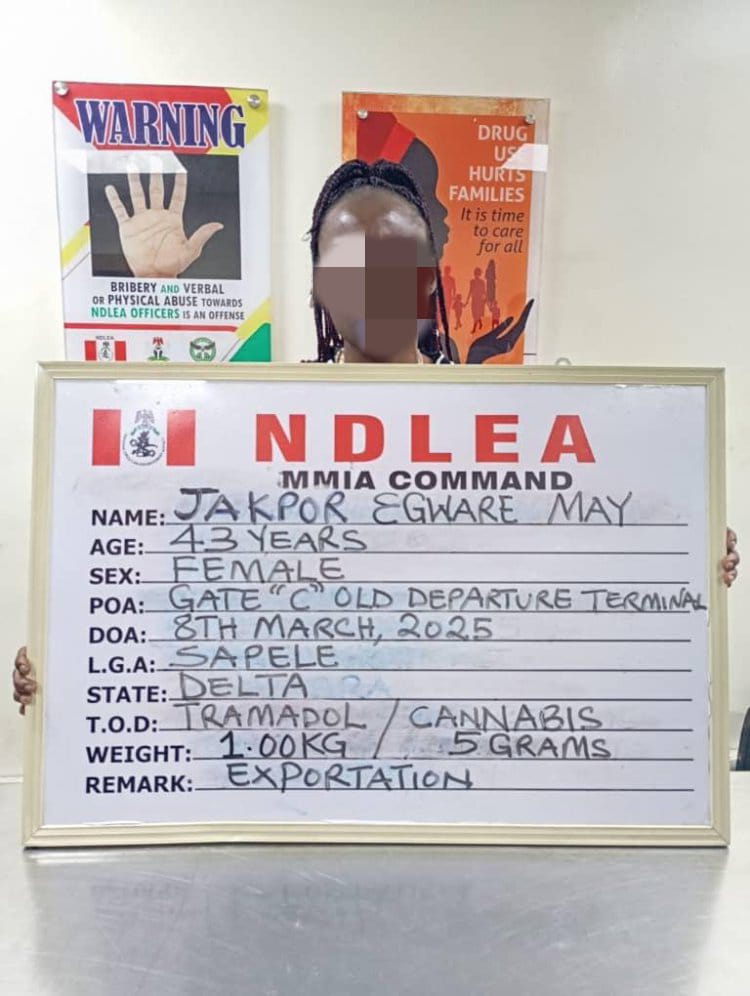 WARNING
BRIBERY AND VERBAL
OR PHYSICAL ABUSE TOWARDS
NDLEA OFFICERS IS AN OFFENSE
NDLEA
DRUG
US
HURTS
FAMILIES
It is time
to care
for all
NDLEA
MMIA COMMAND
NAME: JAKPOR EGWARE MAY
AGE: 43 YEARS
SEX: FEMALE
POA: GATE "C" OLD DEPARTURE TERMINAL
DOA: 8TH MARCH, 2025
L.G.A: SAPELE
STATE: DELTA
T.O.D: TRAMADOL / CANNABIS
WEIGHT: 1.00KG / 5 GRAMS
REMARK: EXPORTATION